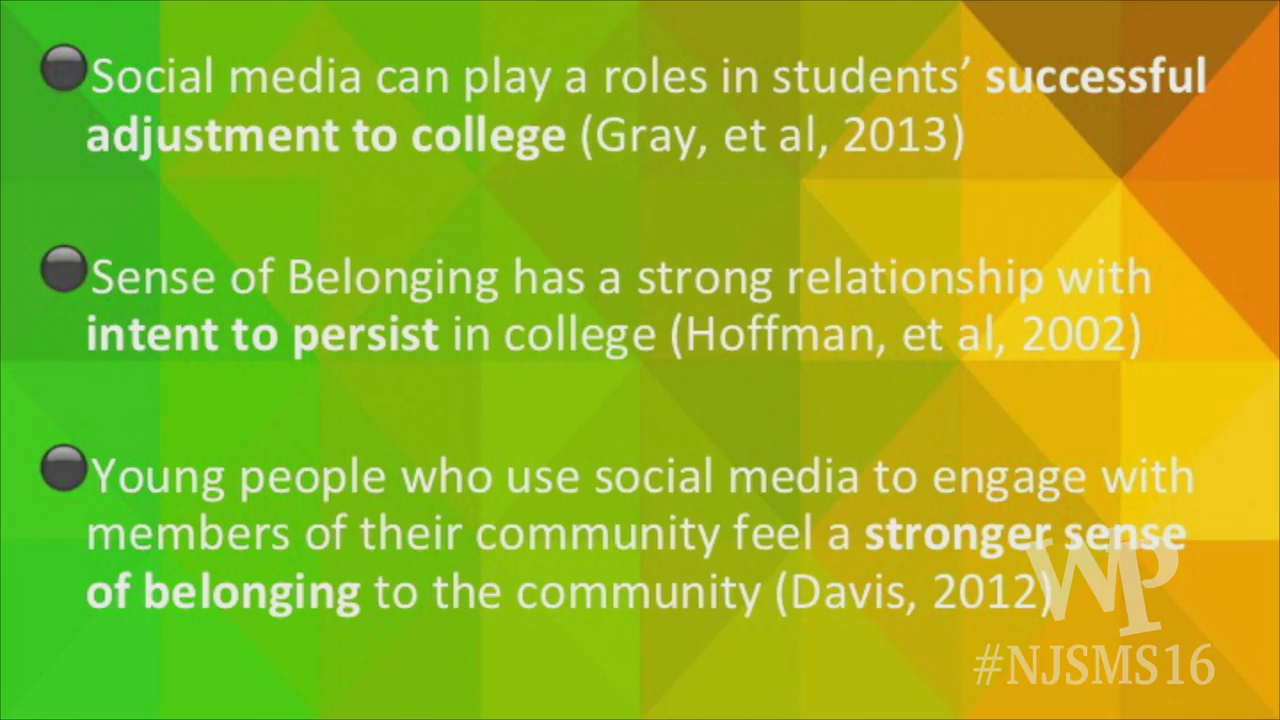 Social media can play a roles in students’ successful
adjustment to college (Gray, et al, 2013)
Sense of Belonging has a strong relationship with
intent to persist in college (Hoffman, et al, 2002)
Young people who use social media to engage with
members of their community feel a stronger sense
of belonging to the community (Davis, 2012)
WP
#NJSMS16